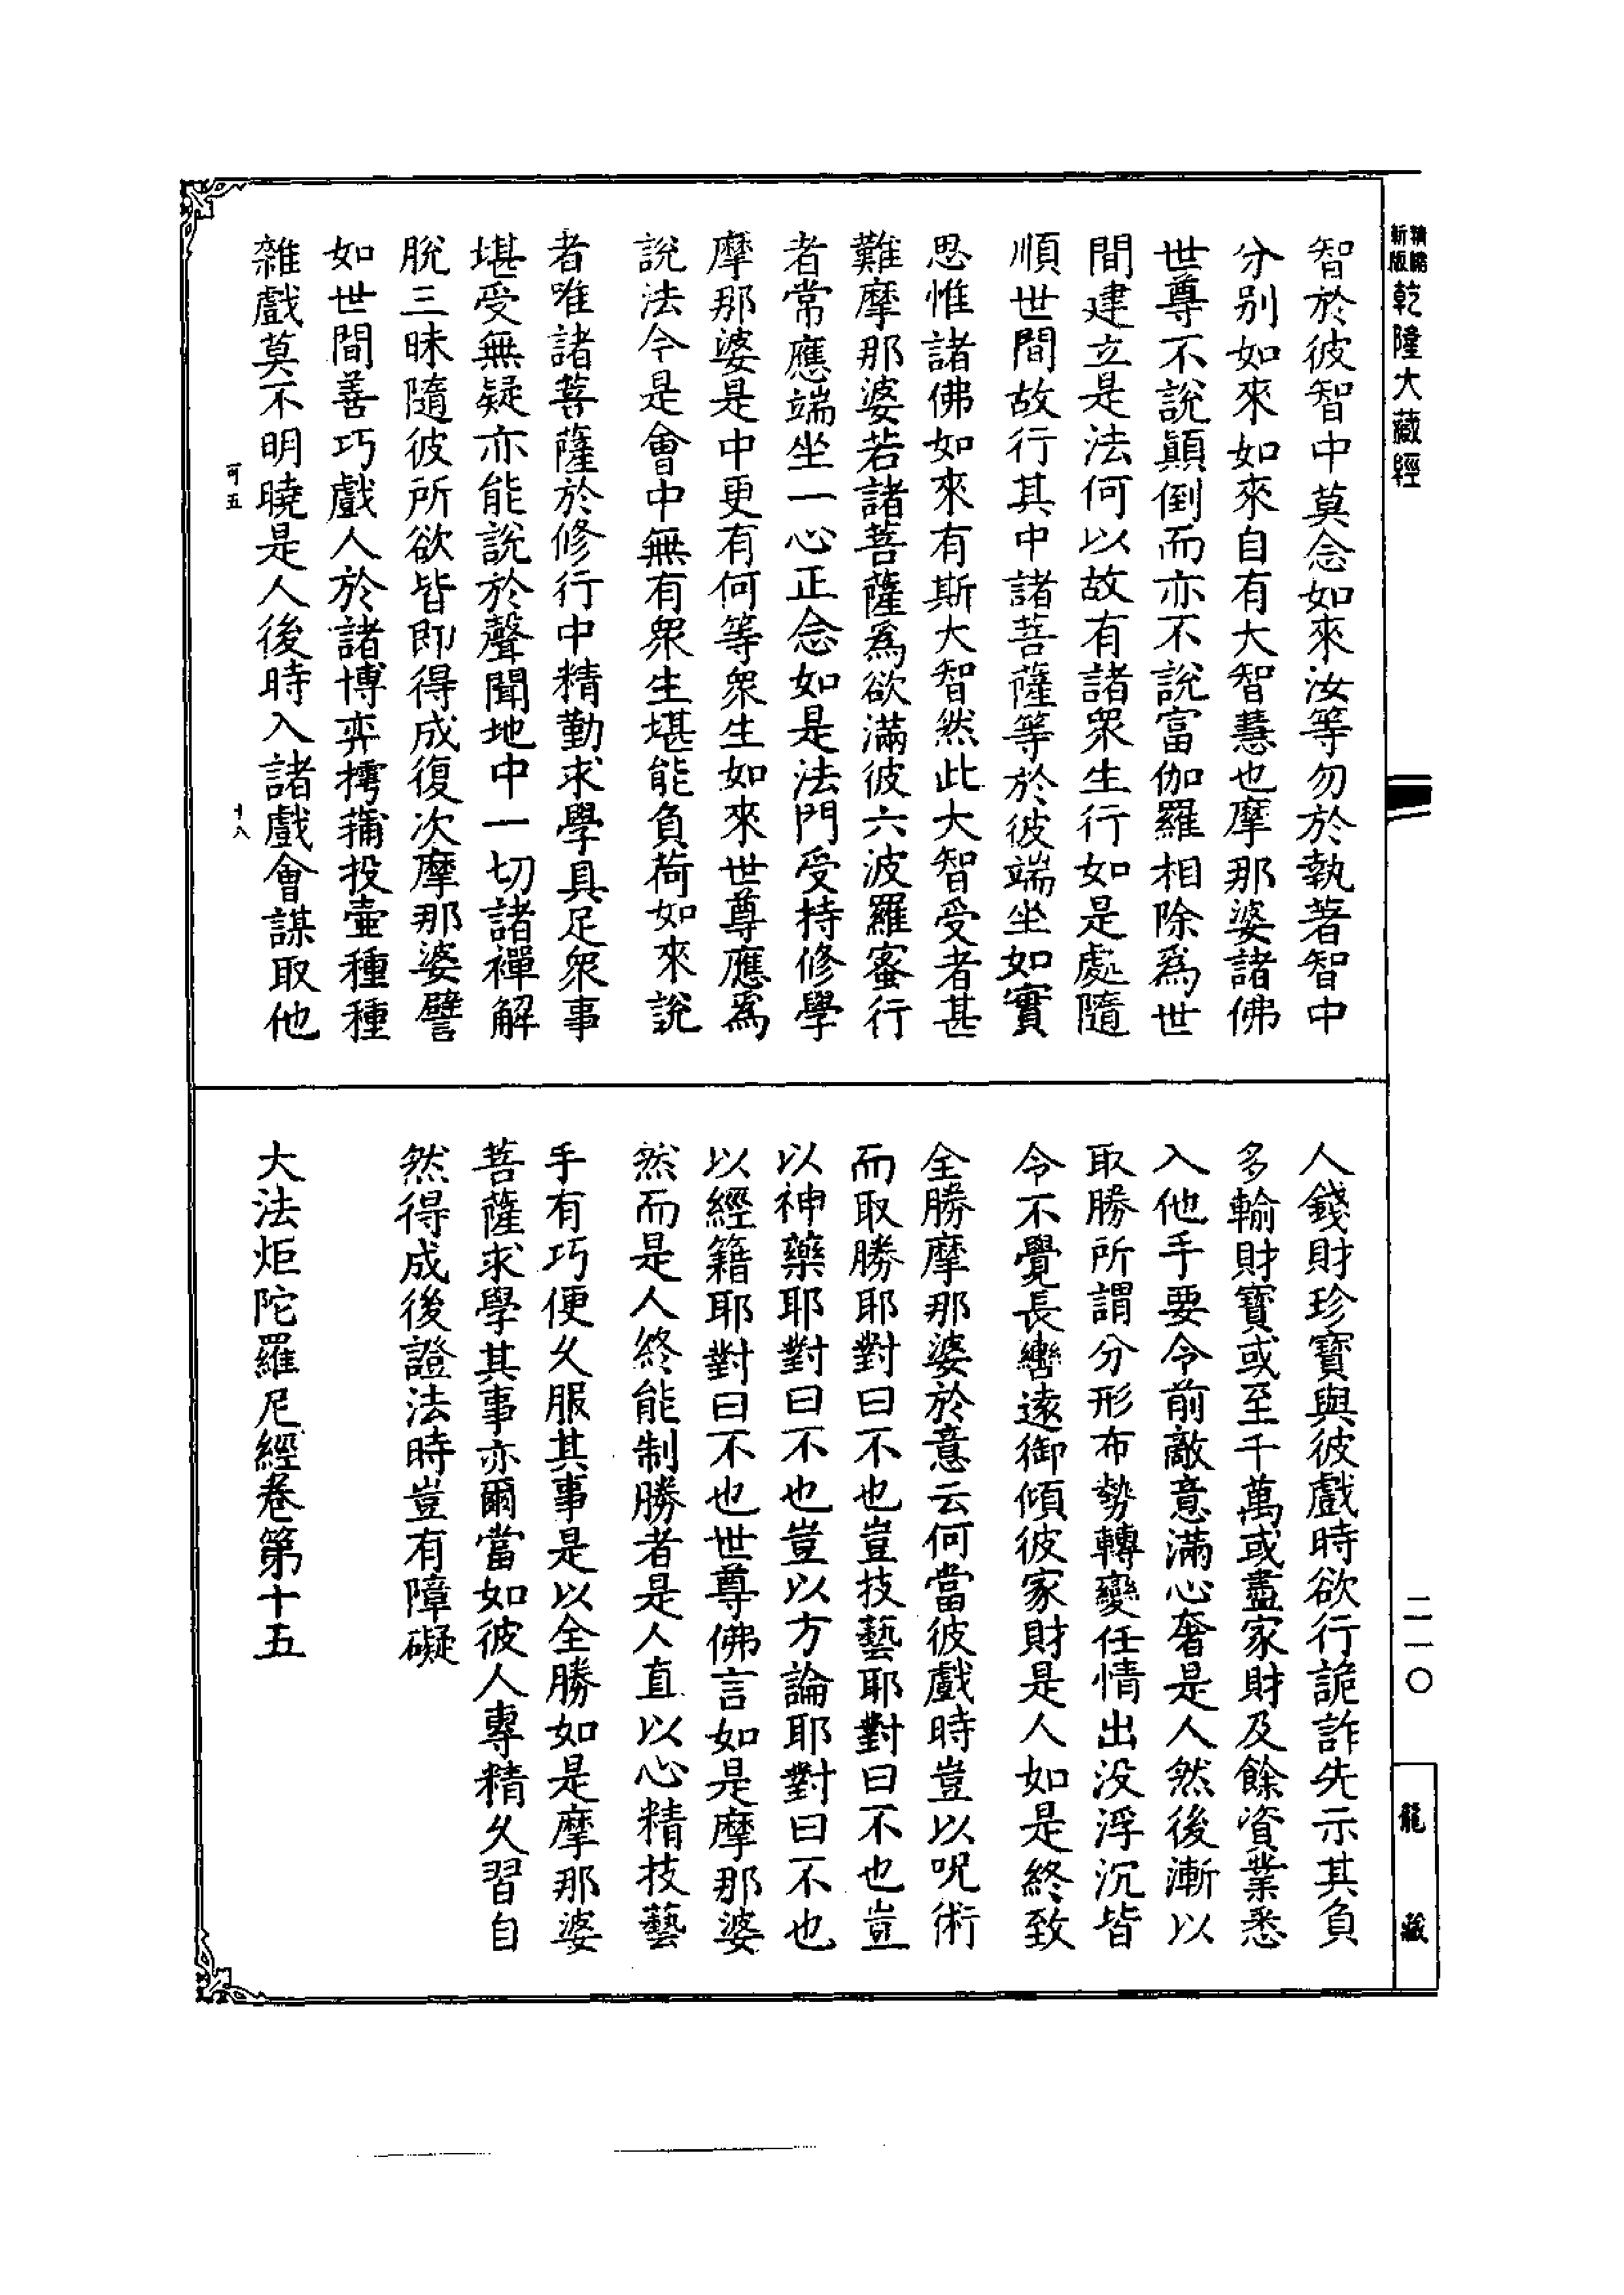 新版
精縮
乾隆大藏經
二一〇
龍藏
智於彼智中莫念如來汝等勿於執著智中
分別如來如來自有大智慧也摩那婆諸佛
世尊不說顛倒而亦不說富伽羅相除為世
間建立是法何以故有諸眾生行如是處隨
順世間故行其中諸菩薩等於彼端坐如實
思惟諸佛如來有斯大智然此大智受者甚
難摩那婆若諸菩薩為欲滿彼六波羅蜜行
者常應端坐一心正念如是法門受持修學
摩那婆是中更有何等眾生如來世尊應為
說法今是會中無有眾生堪能負荷如來說
者唯諸菩薩於修行中精勤求學具足眾事
堪受無疑亦能說於聲聞地中一切諸禪解
脫三昧隨彼所欲皆即得成復次摩那婆譬
如世間善巧戲人於諸博弈摴蒱投壷種種
雜戲莫不明曉是人後時入諸戲會謀取他
可五
十八
人錢財珍寶與彼戲時欲行詭詐先示其負
多輸財寶或至千萬或盡家財及餘資業悉
入他手要令前敵意滿心奢是人然後漸以
取勝所謂分形布勢轉變任情出没浮沉皆
令不覺長轡遠御傾彼家財是人如是終致
全勝摩那婆於意云何當彼戲時豈以呪術
而取勝耶對曰不也豈技藝耶對曰不也豈
以神藥耶對曰不也豈以方論耶對曰不也
以經籍耶對曰不也世尊佛言如是摩那婆
然而是人終能制勝者是人直以心精技藝
手有巧便久服其事是以全勝如是摩那婆
菩薩求學其事亦爾當如彼人專精久習自
然得成後證法時豈有障礙
大法炬陀羅尼經卷第十五